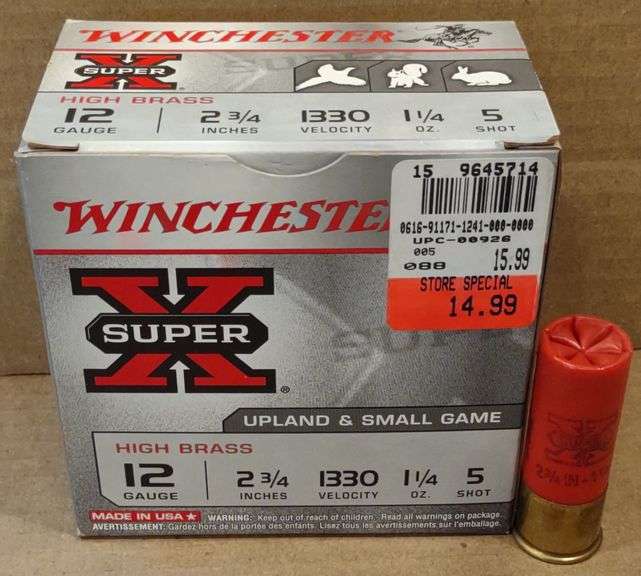 WINCHESTER
SUPER X
HIGH BRASS
12 GAUGE 2 3/4 INCHES 1330 VELOCITY 1 1/4 OZ. 5 SHOT
WINCHESTER
15 9645714
0616-91171-1241-000-0000
UPC-00926
005
088 15.99
STORE SPECIAL
14.99
SUPER X ®
UPLAND & SMALL GAME
HIGH BRASS
12 GAUGE 2 3/4 INCHES 1330 VELOCITY 1 1/4 OZ. 5 SHOT
MADE IN USA ★ WARNING: Keep out of reach of children - Read all warnings on package.
AVERTISSEMENT: Gardez hors de la portée des enfants. Lisez tous les avertissements sur l'emballage.
2 3/4 IN